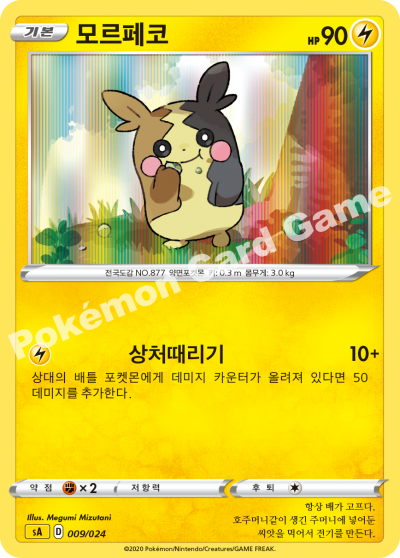 기본 모르페코 HP 90
전국도감 NO.877 양면포켓몬 키: 0.3 m 몸무게: 3.0 kg
Pokémon Card Game
상처때리기 10+
상대의 배틀 포켓몬에게 데미지 카운터가 올려져 있다면 50
데미지를 추가한다.
약점 ×2 저항력 후퇴
Illus. Megumi Mizutani
sA D 009/024
항상 배가 고프다.
호주머니같이 생긴 주머니에 넣어둔
씨앗을 먹어서 전기를 만든다.
©2020 Pokémon/Nintendo/Creatures/GAME FREAK.